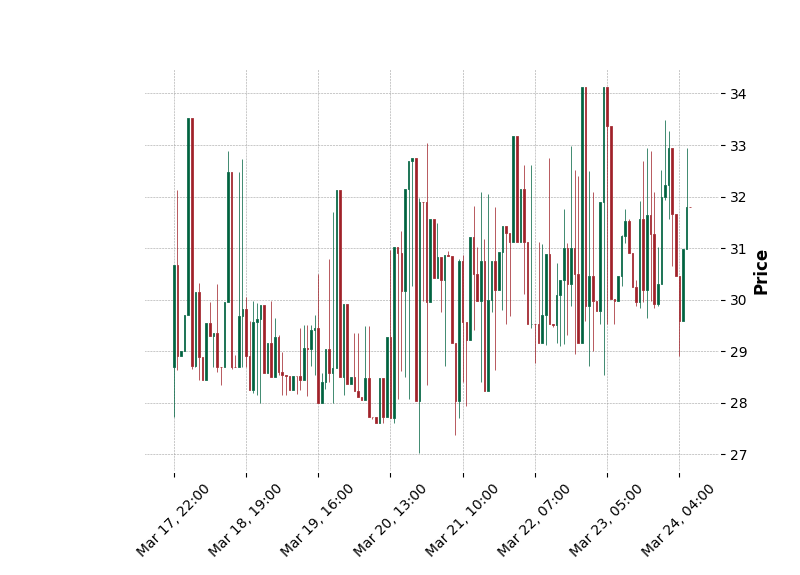 34
33
32
31
30
29
28
27
Price
Mar 17, 22:00
Mar 18, 19:00
Mar 19, 16:00
Mar 20, 13:00
Mar 21, 10:00
Mar 22, 07:00
Mar 23, 05:00
Mar 24, 04:00